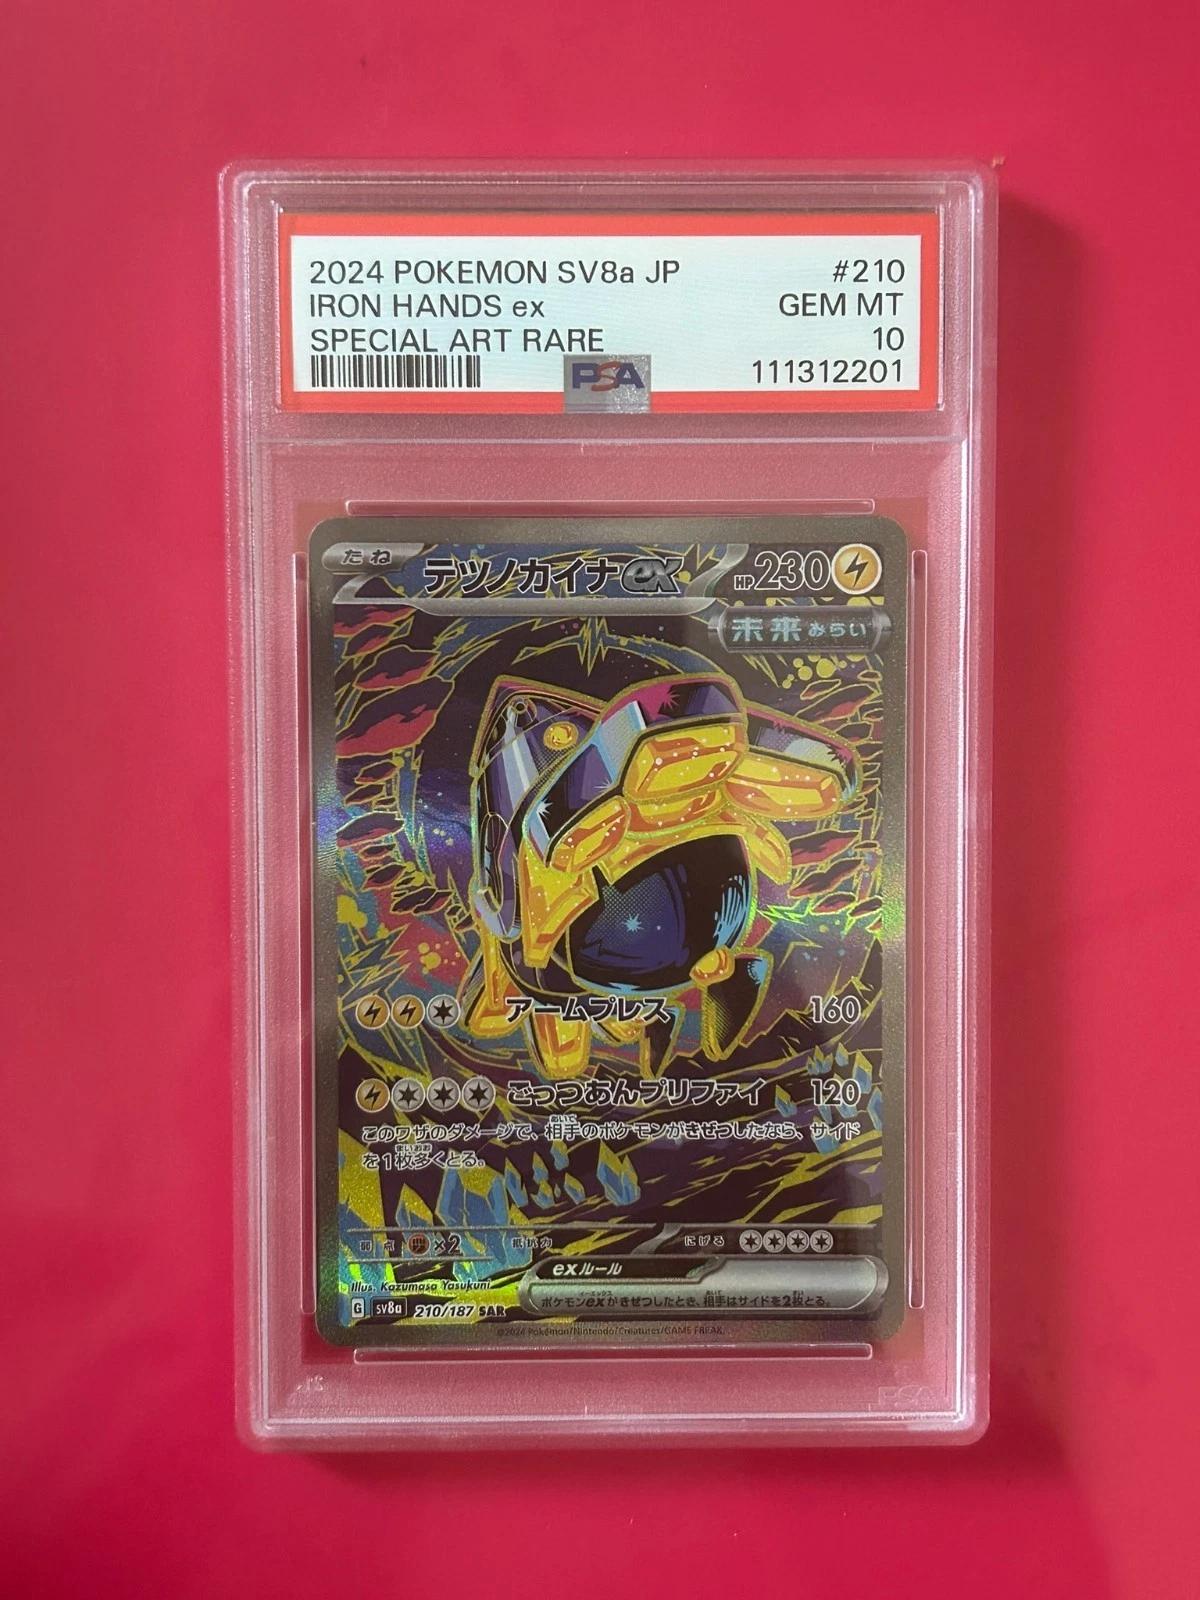 2024 POKEMON SV8a JP #210
IRON HANDS ex GEM MT
SPECIAL ART RARE 10
PSA 111312201
たね テツノカイナex HP230
未来 みらい
アームプレス 160
ごっつあんプリファイ 120
このワザのダメージで、相手のポケモンがきぜつしたなら、サイド
を1枚多くとる。
弱点 ×2 抵抗力 にげる
exルール
ポケモンexがきぜつしたとき、相手はサイドを2枚とる。
Illus. Kazumasa Yasukuni
G sv8a 210/187 SAR
©2024 Pokémon/Nintendo/Creatures/GAME FREAK.
PSA